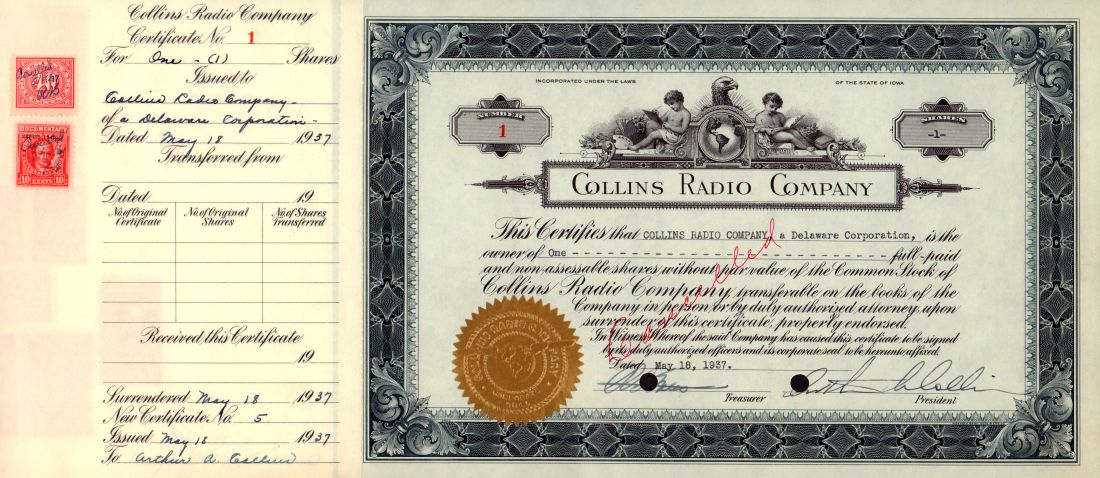 Collins Radio Company
Certificate No. 1
For One - (1) Shares
Issued to
Collins Radio Company -
of a Delaware Corporation -
Dated May 18 1937
Transferred from
Dated 19
No. of Original Certificate
No. of Original Shares
No. of Shares Transferred
Received this Certificate
19
Surrendered May 18 1937
New Certificate No. 5
Issued May 18 1937
To Arthur A. Collins
DOCUMENTARY
10 CENTS 10
INCORPORATED UNDER THE LAWS OF THE STATE OF IOWA
NUMBER
1
SHARES
-1-
COLLINS RADIO COMPANY
This Certifies that COLLINS RADIO COMPANY, a Delaware Corporation, is the
owner of One - - - - - - - - - - - - - - - - - - - - - - - - - - full-paid
and non-assessable shares without par value of the Common Stock of
Collins Radio Company, transferable on the books of the
Company in person or by duly authorized attorney, upon
surrender of this certificate, properly endorsed.
In Witness Whereof the said Company has caused this certificate to be signed
by its duly authorized officers and its corporate seal to be hereunto affixed.
Dated May 18, 1937.
Cancelled
Treasurer
President